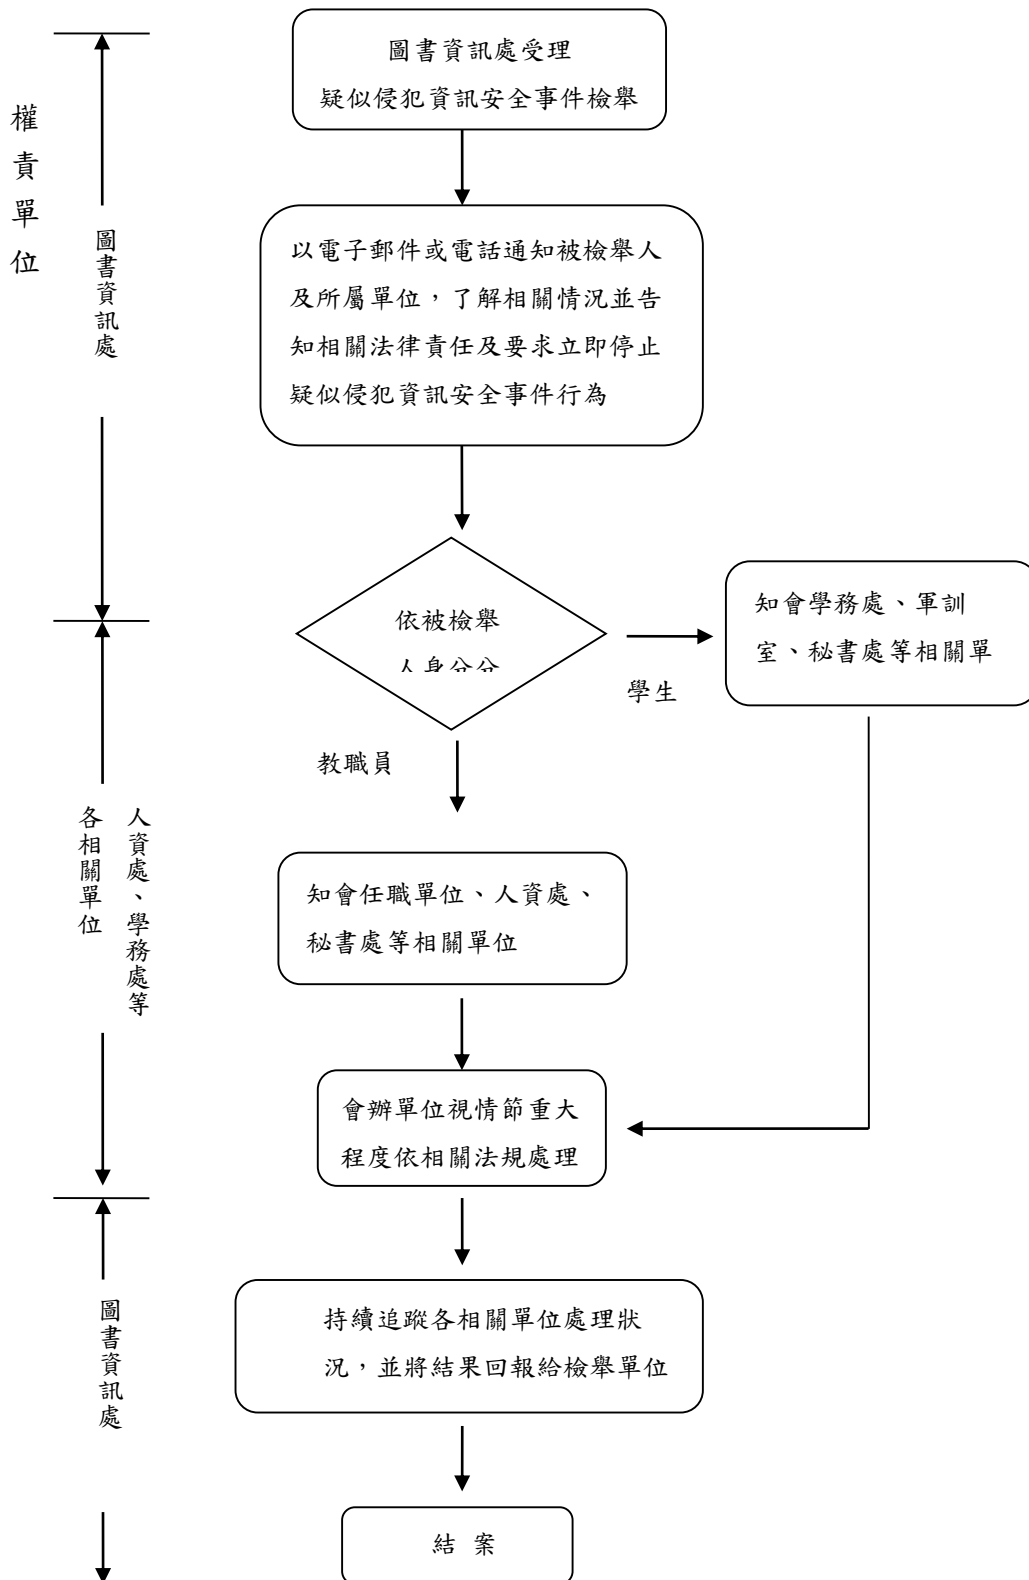 權責單位
圖書資訊處
圖書資訊處受理
疑似侵犯資訊安全事件檢舉
以電子郵件或電話通知被檢舉人
及所屬單位，了解相關情況並告
知相關法律責任及要求立即停止
疑似侵犯資訊安全事件行為
依被檢舉
人身分分
學生
知會學務處、軍訓
室、秘書處等相關單
教職員
人資處、學務處等
各相關單位
知會任職單位、人資處、
秘書處等相關單位
會辦單位視情節重大
程度依相關法規處理
圖書資訊處
持續追蹤各相關單位處理狀
況，並將結果回報給檢舉單位
結 案